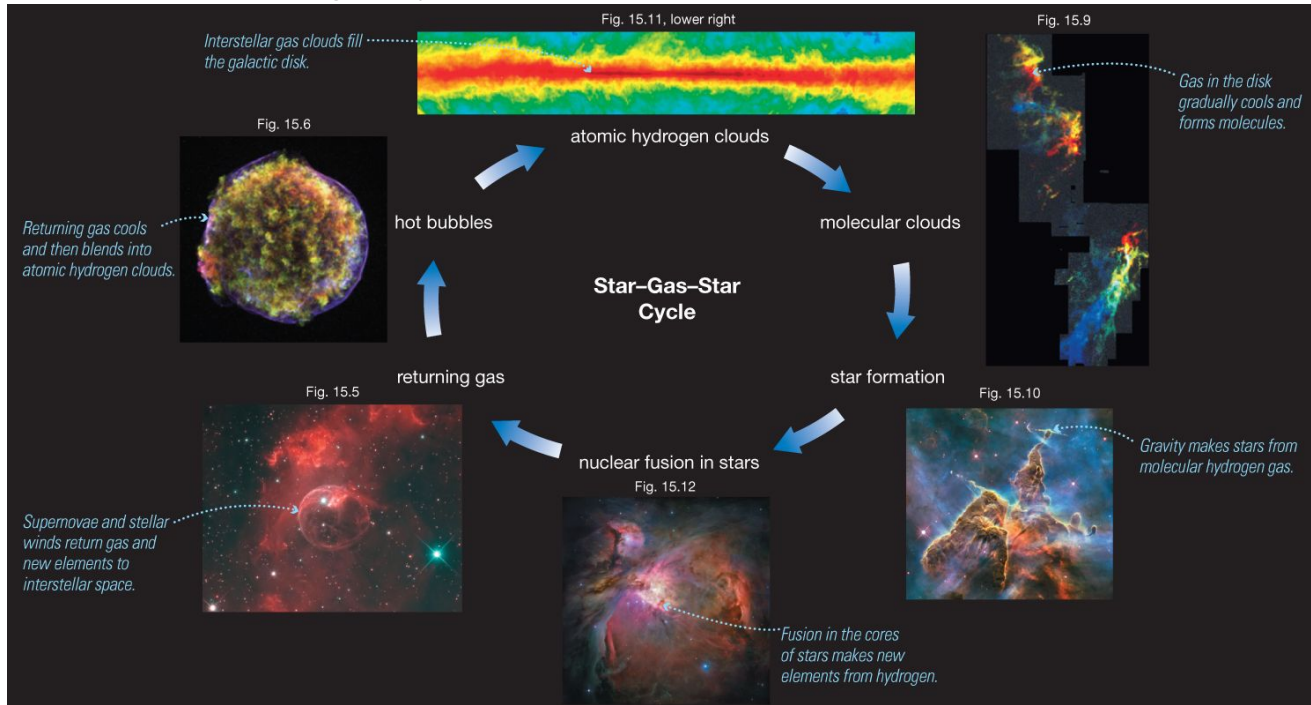 Fig. 15.11, lower right
Interstellar gas clouds fill
the galactic disk.
atomic hydrogen clouds
Fig. 15.9
Gas in the disk
gradually cools and
forms molecules.
molecular clouds
Fig. 15.6
hot bubbles
Returning gas cools
and then blends into
atomic hydrogen clouds.
Star–Gas–Star
Cycle
returning gas
star formation
Fig. 15.5
Fig. 15.10
Gravity makes stars from
molecular hydrogen gas.
nuclear fusion in stars
Fig. 15.12
Supernovae and stellar
winds return gas and
new elements to
interstellar space.
Fusion in the cores
of stars makes new
elements from hydrogen.